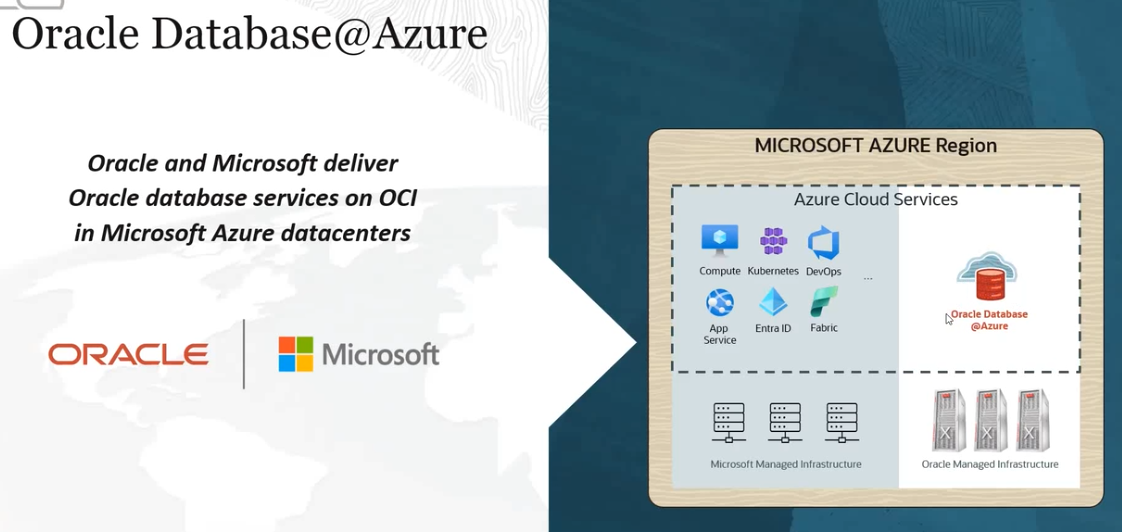 Oracle Database@Azure
Oracle and Microsoft deliver
Oracle database services on OCI
in Microsoft Azure datacenters
ORACLE
Microsoft
MICROSOFT AZURE Region
Azure Cloud Services
Compute
Kubernetes
DevOps
...
App
Service
Entra ID
Fabric
Oracle Database
@Azure
X
X
X
Microsoft Managed Infrastructure
Oracle Managed Infrastructure